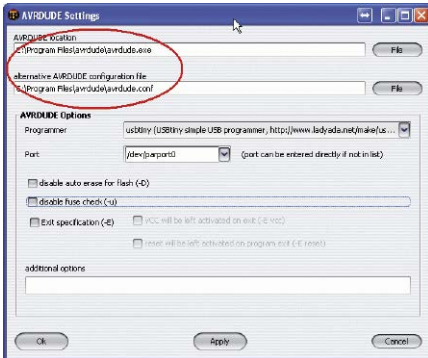 AVRDUDE Settings
AVRDUDE location
C:\Program Files\avrdude\avrdude.exe
File
alternative AVRDUDE configuration file
C:\Program Files\avrdude\avrdude.conf
File
AVRDUDE Options
Programmer
usbtiny (USBtiny simple USB programmer, http://www.ladyada.net/make/us...
Port
/dev/parport0
(port can be entered directly if not in list)
disable auto erase for flash (-D)
disable fuse check (-u)
Exit specification (-E)
VCC will be left activated on exit (-E vcc)
reset will be left activated on program exit (-E reset)
additional options
Ok
Apply
Cancel